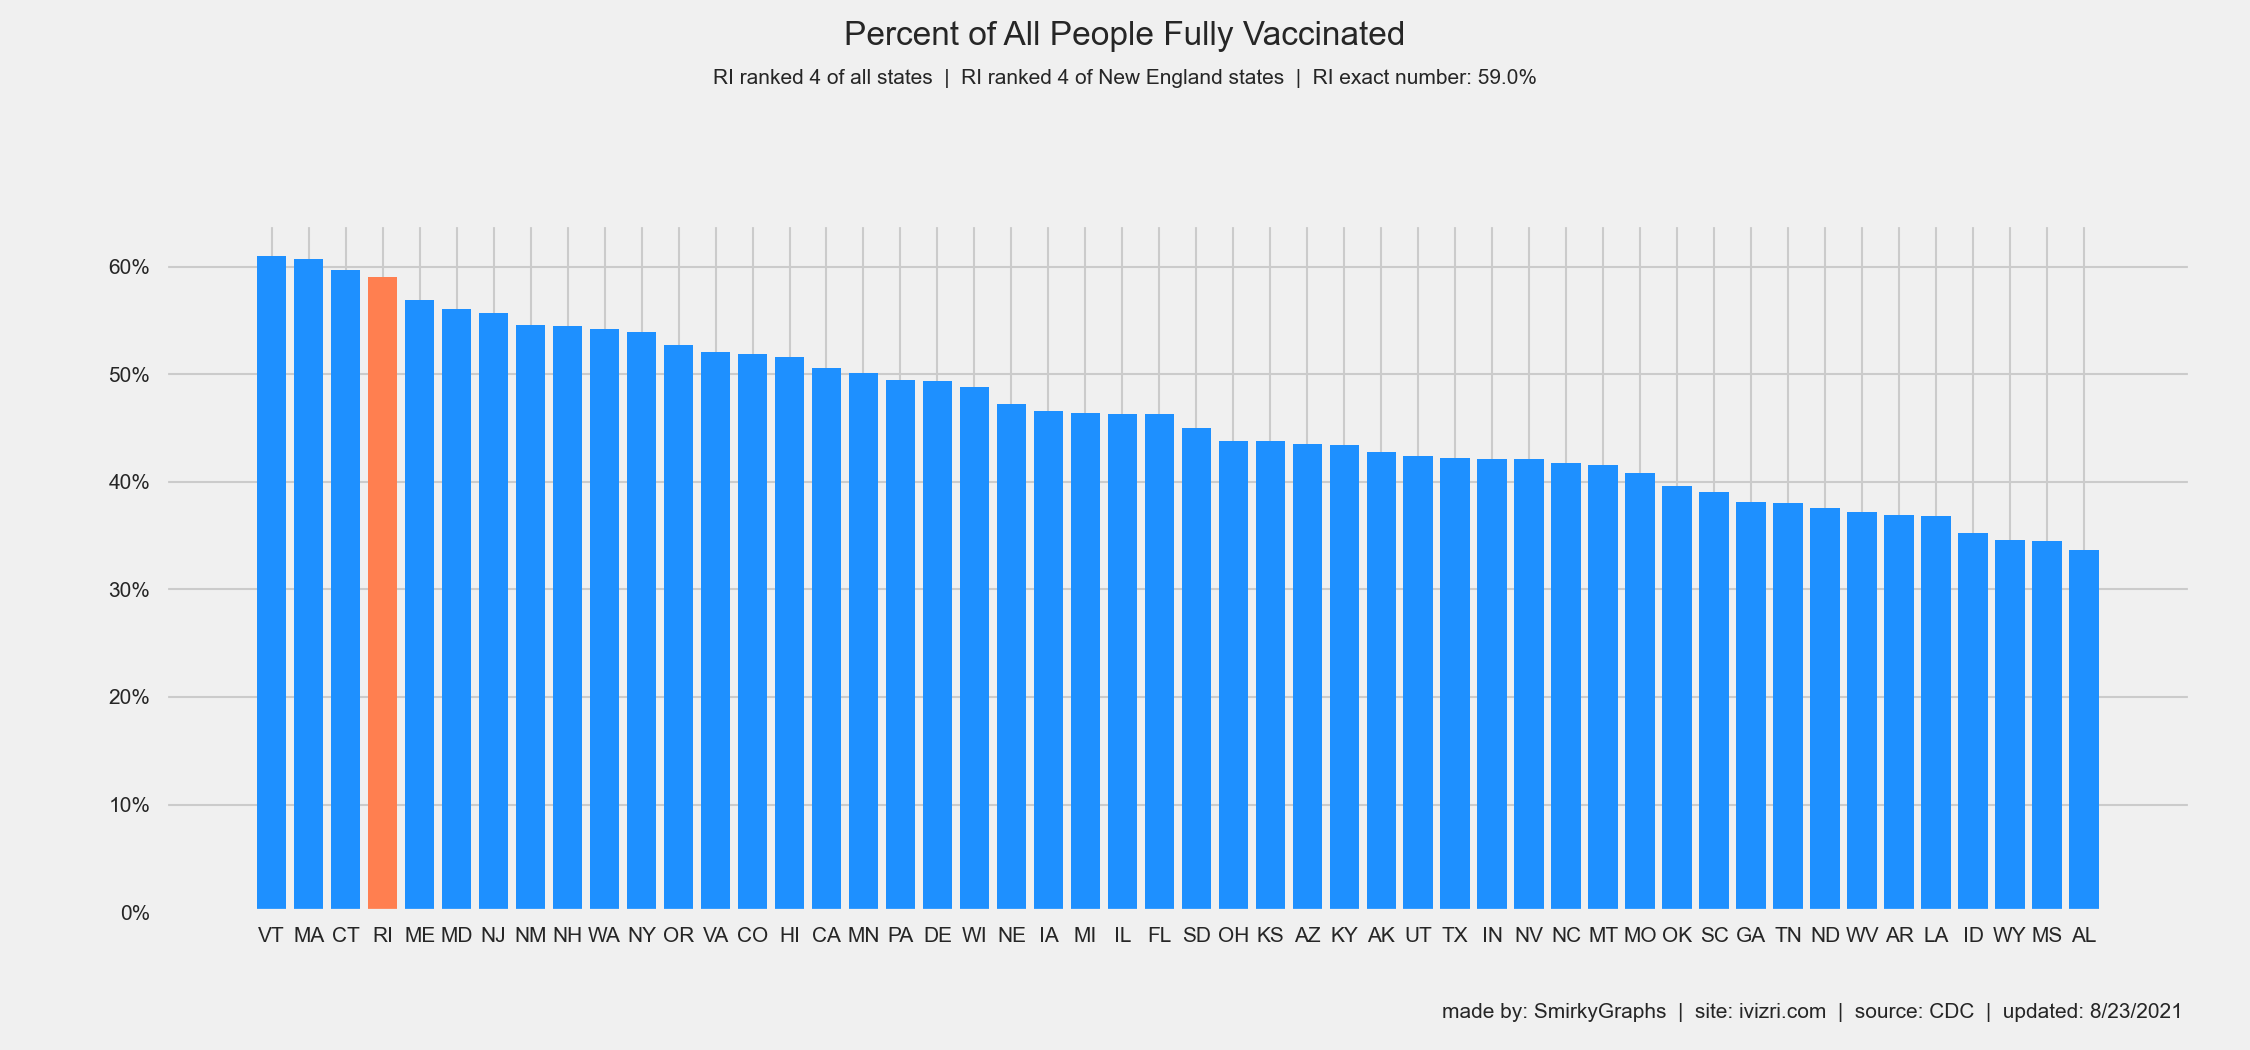 Percent of All People Fully Vaccinated
RI ranked 4 of all states | RI ranked 4 of New England states | RI exact number: 59.0%
60%
50%
40%
30%
20%
10%
0%
VT MA CT RI ME MD NJ NM NH WA NY OR VA CO HI CA MN PA DE WI NE IA MI IL FL SD OH KS AZ KY AK UT TX IN NV NC MT MO OK SC GA TN ND WV AR LA ID WY MS AL
made by: SmirkyGraphs | site: ivizri.com | source: CDC | updated: 8/23/2021